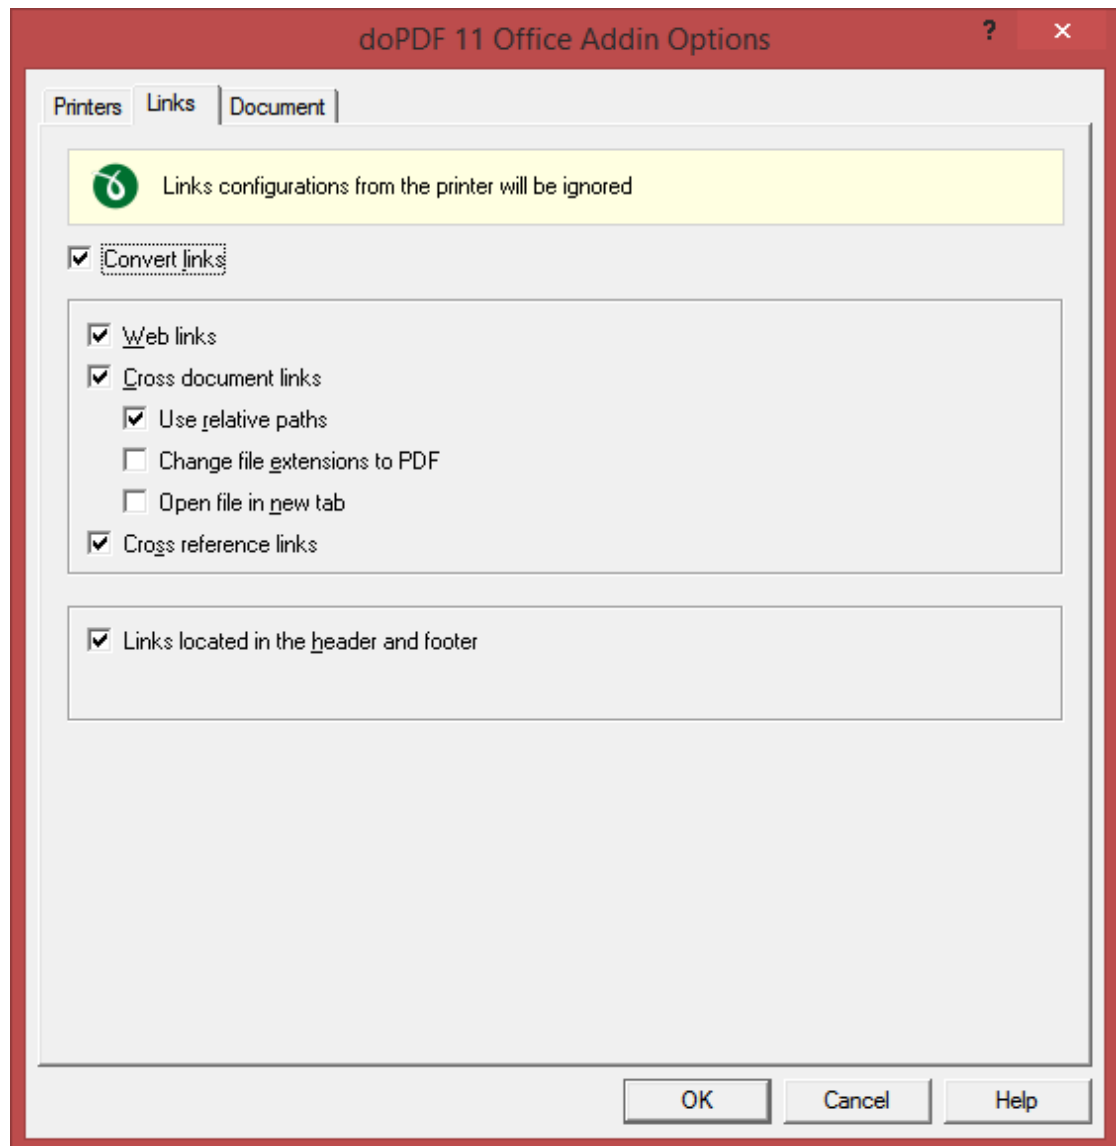 doPDF 11 Office Addin Options
?
Printers Links Document
Links configurations from the printer will be ignored
Convert links
Web links
Cross document links
Use relative paths
Change file extensions to PDF
Open file in new tab
Cross reference links
Links located in the header and footer
OK Cancel Help